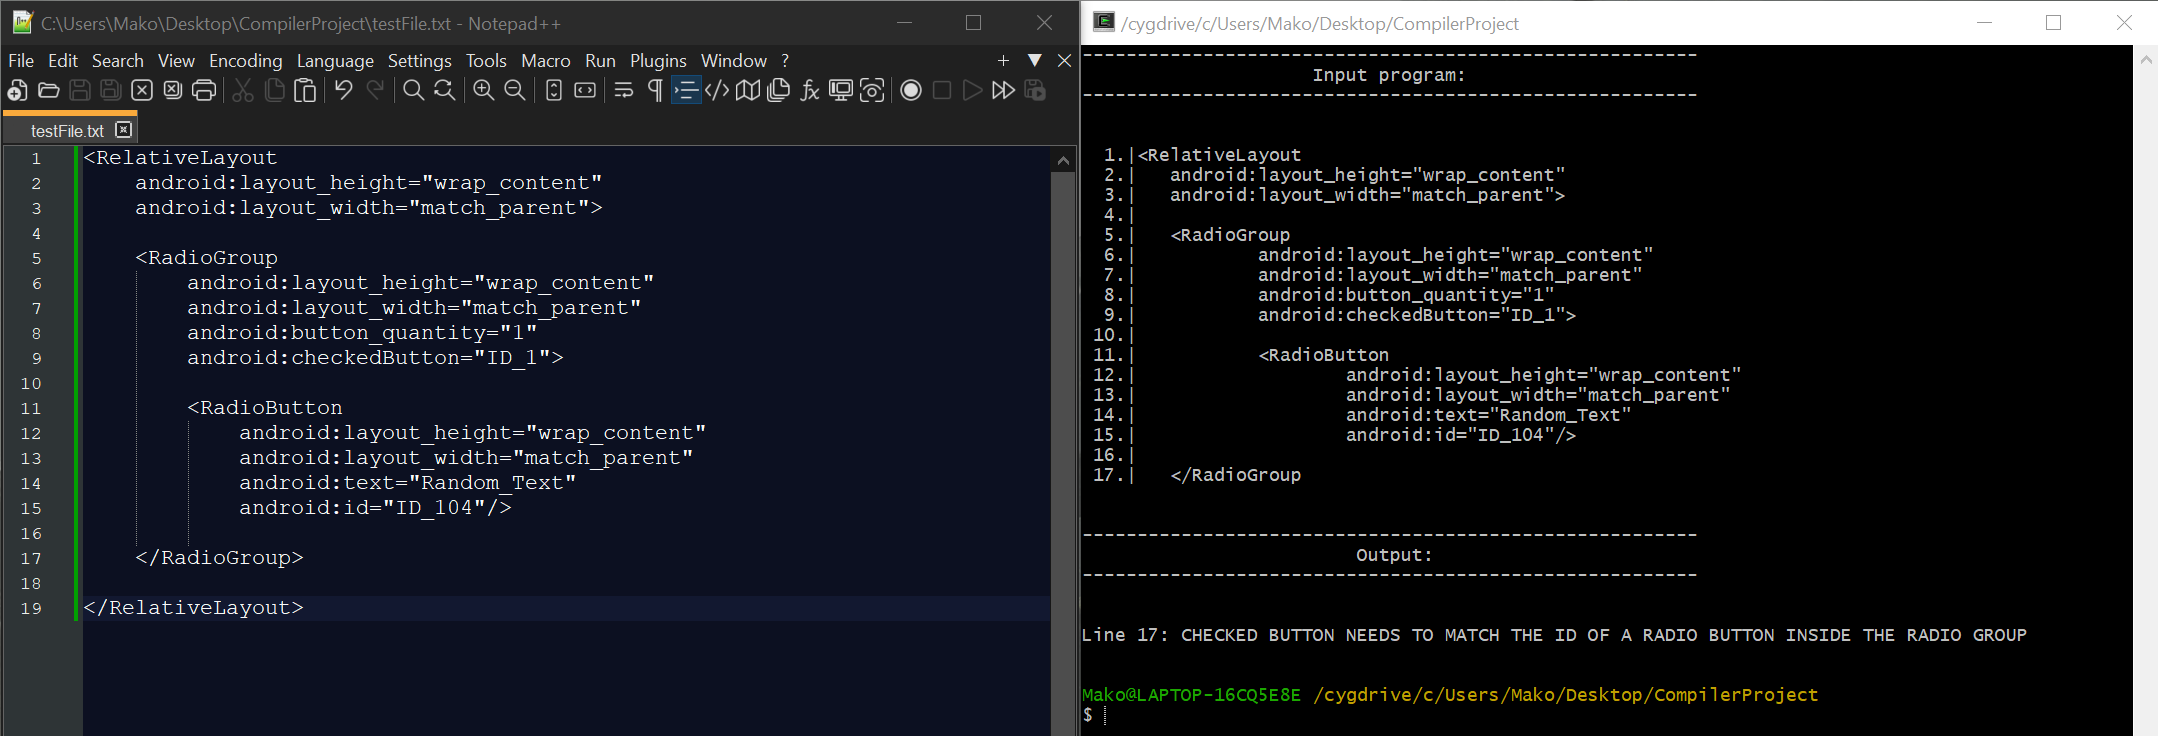 C:\Users\Mako\Desktop\CompilerProject\testFile.txt - Notepad++
File Edit Search View Encoding Language Settings Tools Macro Run Plugins Window ?
testFile.txt
1 <RelativeLayout
2     android:layout_height="wrap_content"
3     android:layout_width="match_parent">
4
5     <RadioGroup
6         android:layout_height="wrap_content"
7         android:layout_width="match_parent"
8         android:button_quantity="1"
9         android:checkedButton="ID_1">
10
11         <RadioButton
12             android:layout_height="wrap_content"
13             android:layout_width="match_parent"
14             android:text="Random_Text"
15             android:id="ID_104"/>
16
17     </RadioGroup>
18
19 </RelativeLayout>
/cygdrive/c/Users/Mako/Desktop/CompilerProject
--------------------------------------------------------
Input program:
--------------------------------------------------------
1.|<RelativeLayout
2.|   android:layout_height="wrap_content"
3.|   android:layout_width="match_parent">
4.|
5.|   <RadioGroup
6.|           android:layout_height="wrap_content"
7.|           android:layout_width="match_parent"
8.|           android:button_quantity="1"
9.|           android:checkedButton="ID_1">
10.|
11.|           <RadioButton
12.|                   android:layout_height="wrap_content"
13.|                   android:layout_width="match_parent"
14.|                   android:text="Random_Text"
15.|                   android:id="ID_104"/>
16.|
17.|   </RadioGroup
--------------------------------------------------------
Output:
--------------------------------------------------------
Line 17: CHECKED BUTTON NEEDS TO MATCH THE ID OF A RADIO BUTTON INSIDE THE RADIO GROUP
Mako@LAPTOP-16CQ5E8E /cygdrive/c/Users/Mako/Desktop/CompilerProject
$